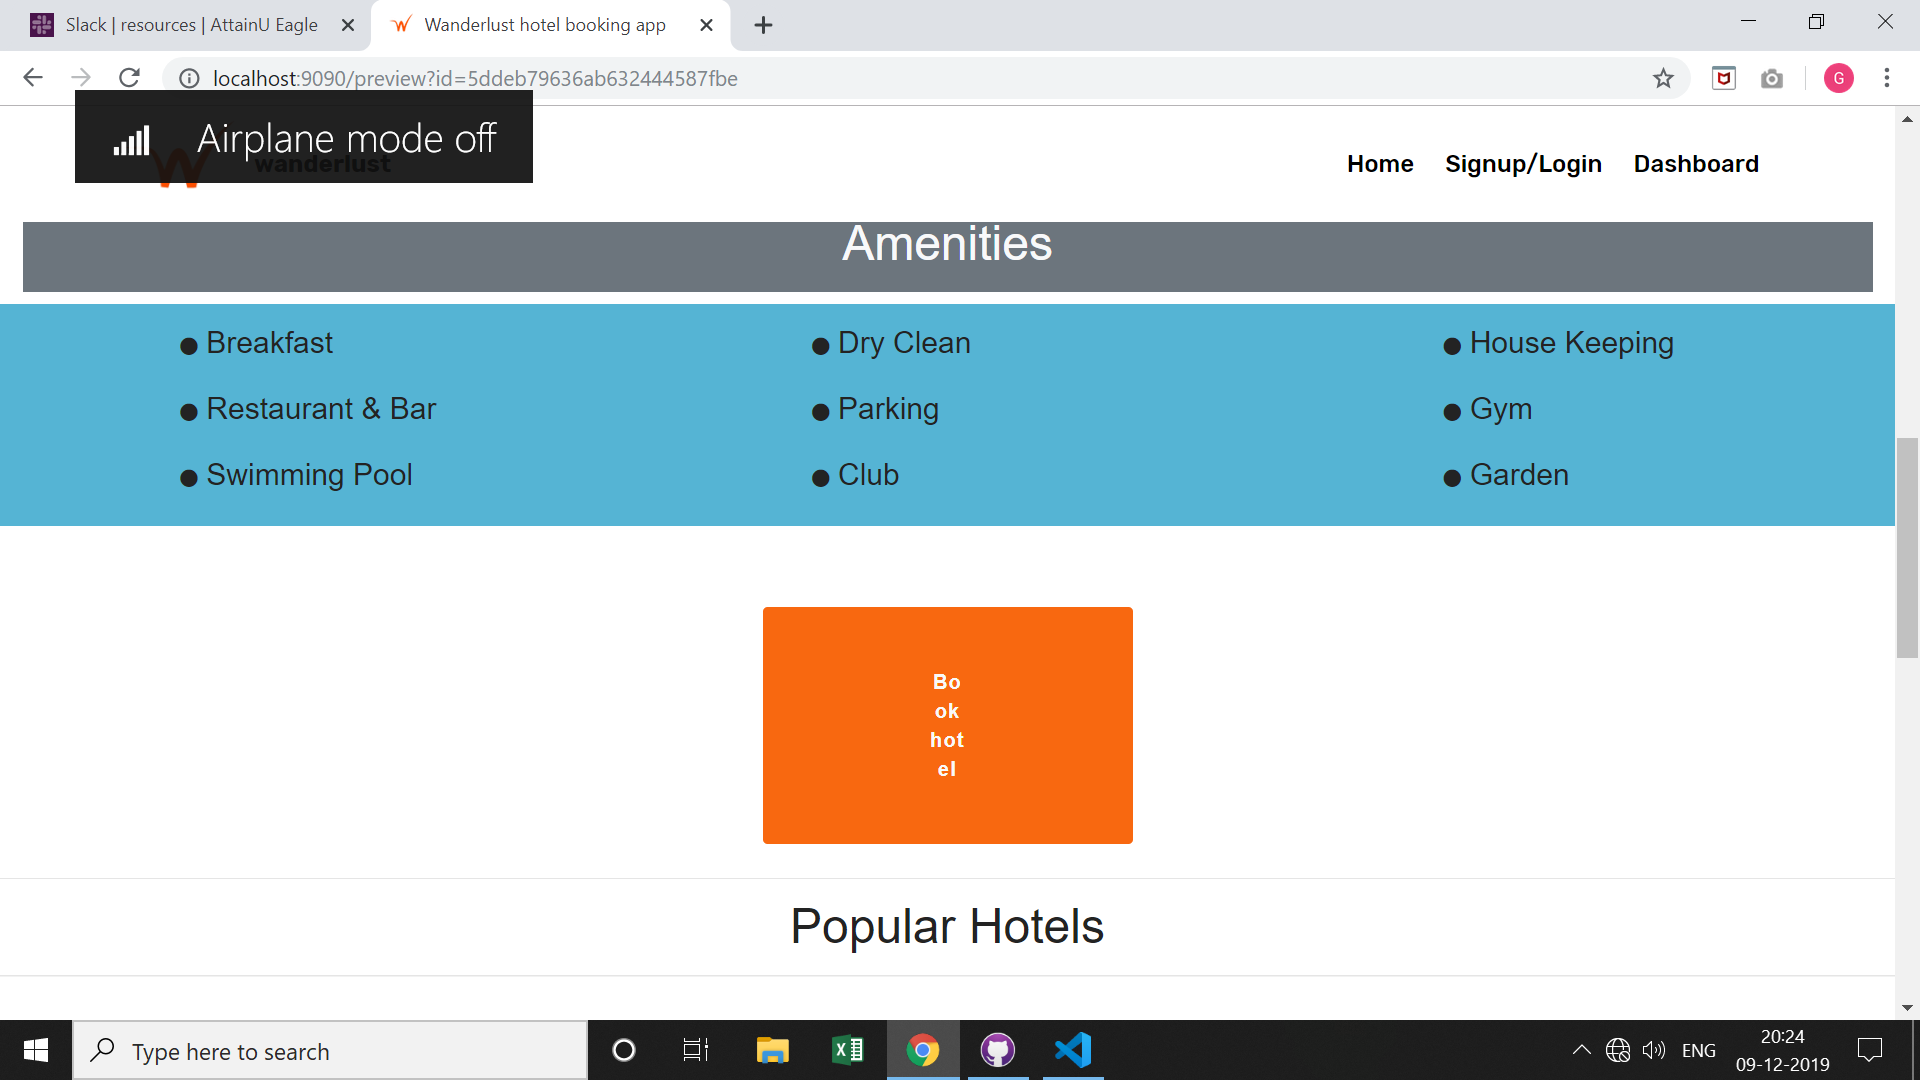 Slack | resources | AttainU Eagle
Wanderlust hotel booking app
localhost:9090/preview?id=5ddeb79636ab632444587fbe
G
Airplane mode off
wanderlust
Home Signup/Login Dashboard
Amenities
Breakfast Dry Clean House Keeping
Restaurant & Bar Parking Gym
Swimming Pool Club Garden
Bo
ok
hot
el
Popular Hotels
Type here to search
ENG
20:24
09-12-2019